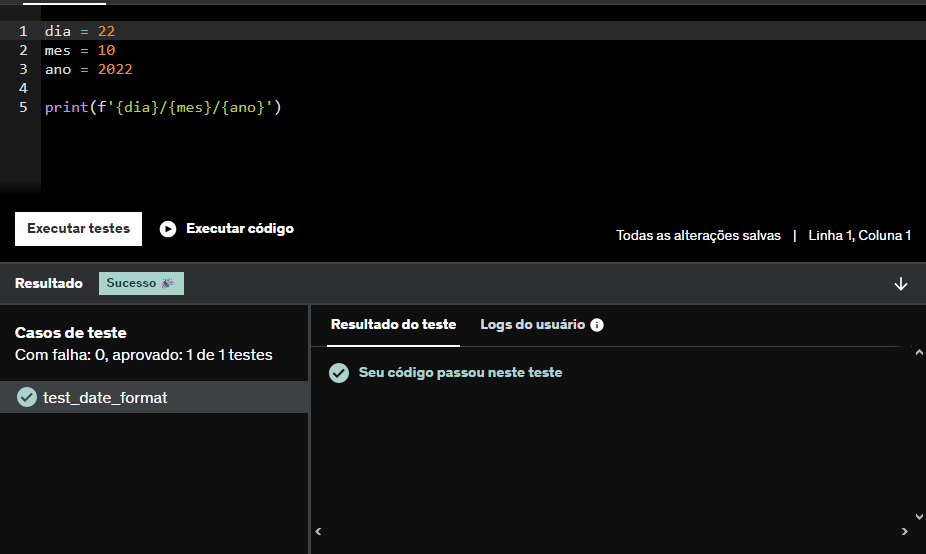 1 dia = 22
2 mes = 10
3 ano = 2022
4
5 print(f'{dia}/{mes}/{ano}')
Executar testes Executar código Todas as alterações salvas | Linha 1, Coluna 1
Resultado Sucesso 🎉
Casos de teste
Com falha: 0, aprovado: 1 de 1 testes
test_date_format
Resultado do teste Logs do usuário
Seu código passou neste teste